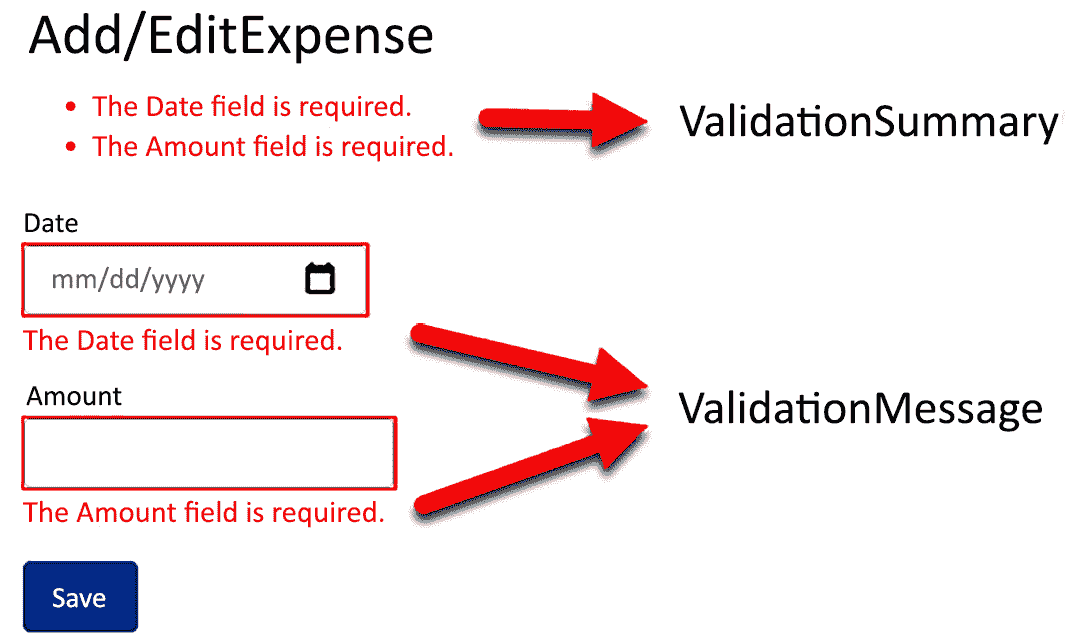 Add/EditExpense
• The Date field is required.
• The Amount field is required.
ValidationSummary
Date
mm/dd/yyyy
The Date field is required.
Amount
ValidationMessage
The Amount field is required.
Save